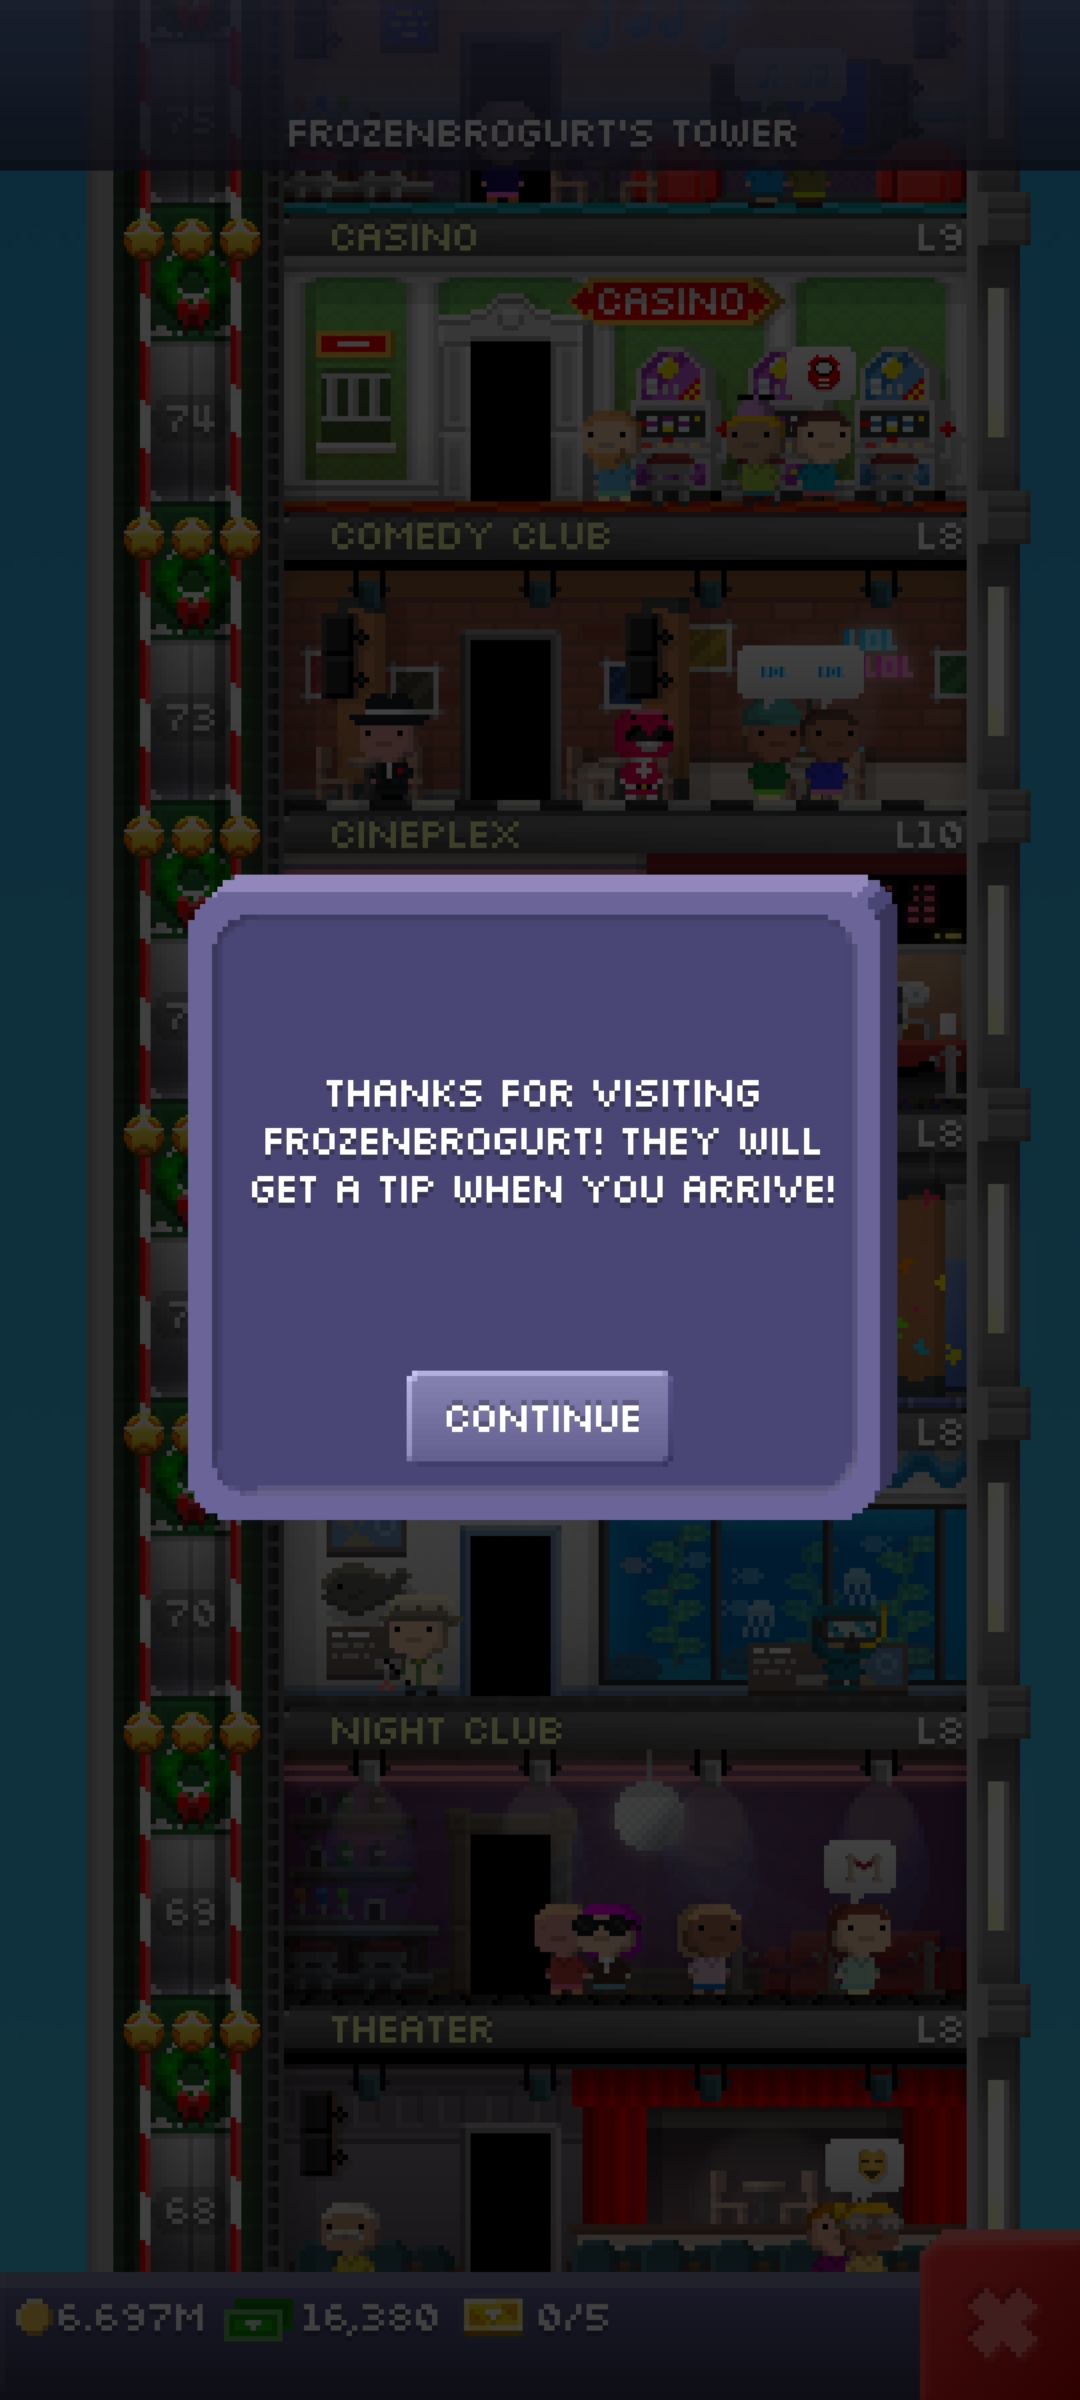 75
FROZENBROGURT'S TOWER
CASINO L9
CASINO
74
COMEDY CLUB L8
LOL
LOL
73
CINEPLEX L10
THANKS FOR VISITING
FROZENBROGURT! THEY WILL
GET A TIP WHEN YOU ARRIVE!
L8
CONTINUE
L8
70
NIGHT CLUB L8
69
THEATER L8
68
6.697M 16,380 0/5